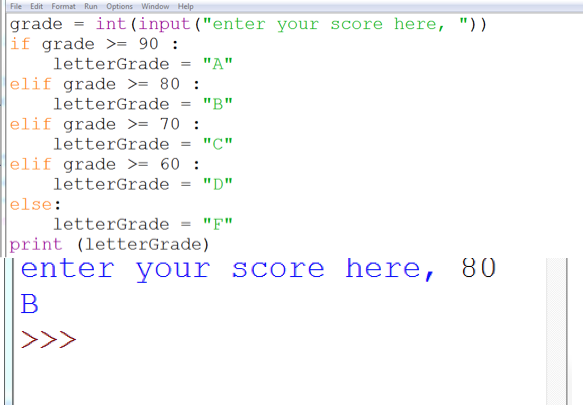 File Edit Format Run Options Window Help
grade = int(input("enter your score here, "))
if grade >= 90 :
    letterGrade = "A"
elif grade >= 80 :
    letterGrade = "B"
elif grade >= 70 :
    letterGrade = "C"
elif grade >= 60 :
    letterGrade = "D"
else:
    letterGrade = "F"
print (letterGrade)
enter your score here, 80
B
>>>